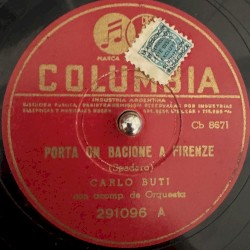 MARCA
COLUMBIA
INDUSTRIA ARGENTINA
Cb 8671
PORTA UN BACIONE A FIRENZE
(Spadaro)
CARLO BUTI
con acomp. de Orquesta
291096 A